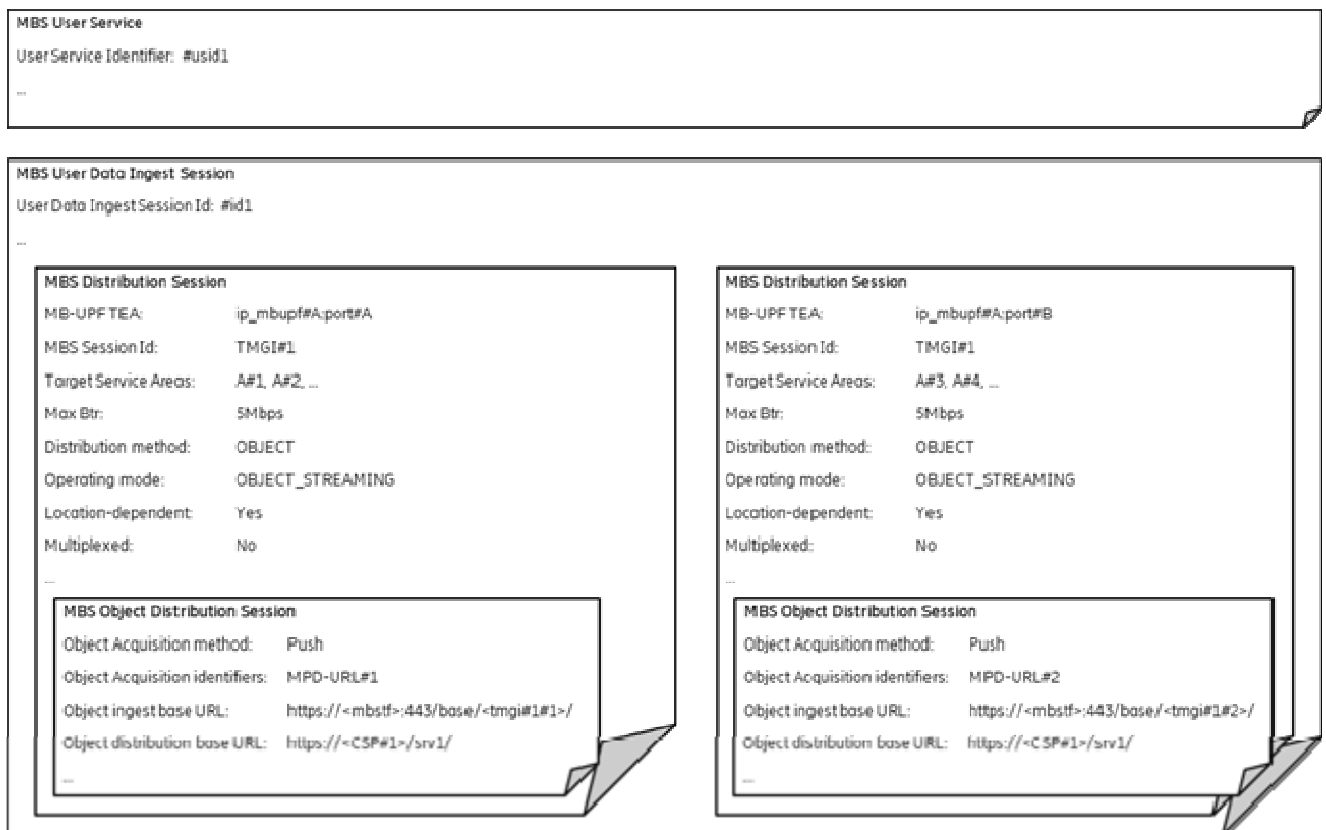 MBS User Service
User Service Identifier: #usid1
...
MBS User Data Ingest Session
User Data Ingest Session Id: #id1
...
MBS Distribution Session
MB-UPF TEA: ip_mbupf#A:port#A
MBS Session Id: TMGI#1
Target Service Areas: A#1, A#2, ...
Max Btr: 5Mbps
Distribution method: OBJECT
Operating mode: OBJECT_STREAMING
Location-dependent: Yes
Multiplexed: No
...
MBS Object Distribution Session
Object Acquisition method: Push
Object Acquisition identifiers: MPD-URL#1
Object ingest base URL: https://<mbstf>:443/base/<tmgi#1#1>/
Object distribution base URL: https://<CSP#1>/srv1/
...
MBS Distribution Session
MB-UPF TEA: ip_mbupf#A:port#B
MBS Session Id: TMGI#1
Target Service Areas: A#3, A#4, ...
Max Btr: 5Mbps
Distribution method: OBJECT
Operating mode: OBJECT_STREAMING
Location-dependent: Yes
Multiplexed: No
...
MBS Object Distribution Session
Object Acquisition method: Push
Object Acquisition identifiers: MPD-URL#2
Object ingest base URL: https://<mbstf>:443/base/<tmgi#1#2>/
Object distribution base URL: https://<CSP#1>/srv1/
...